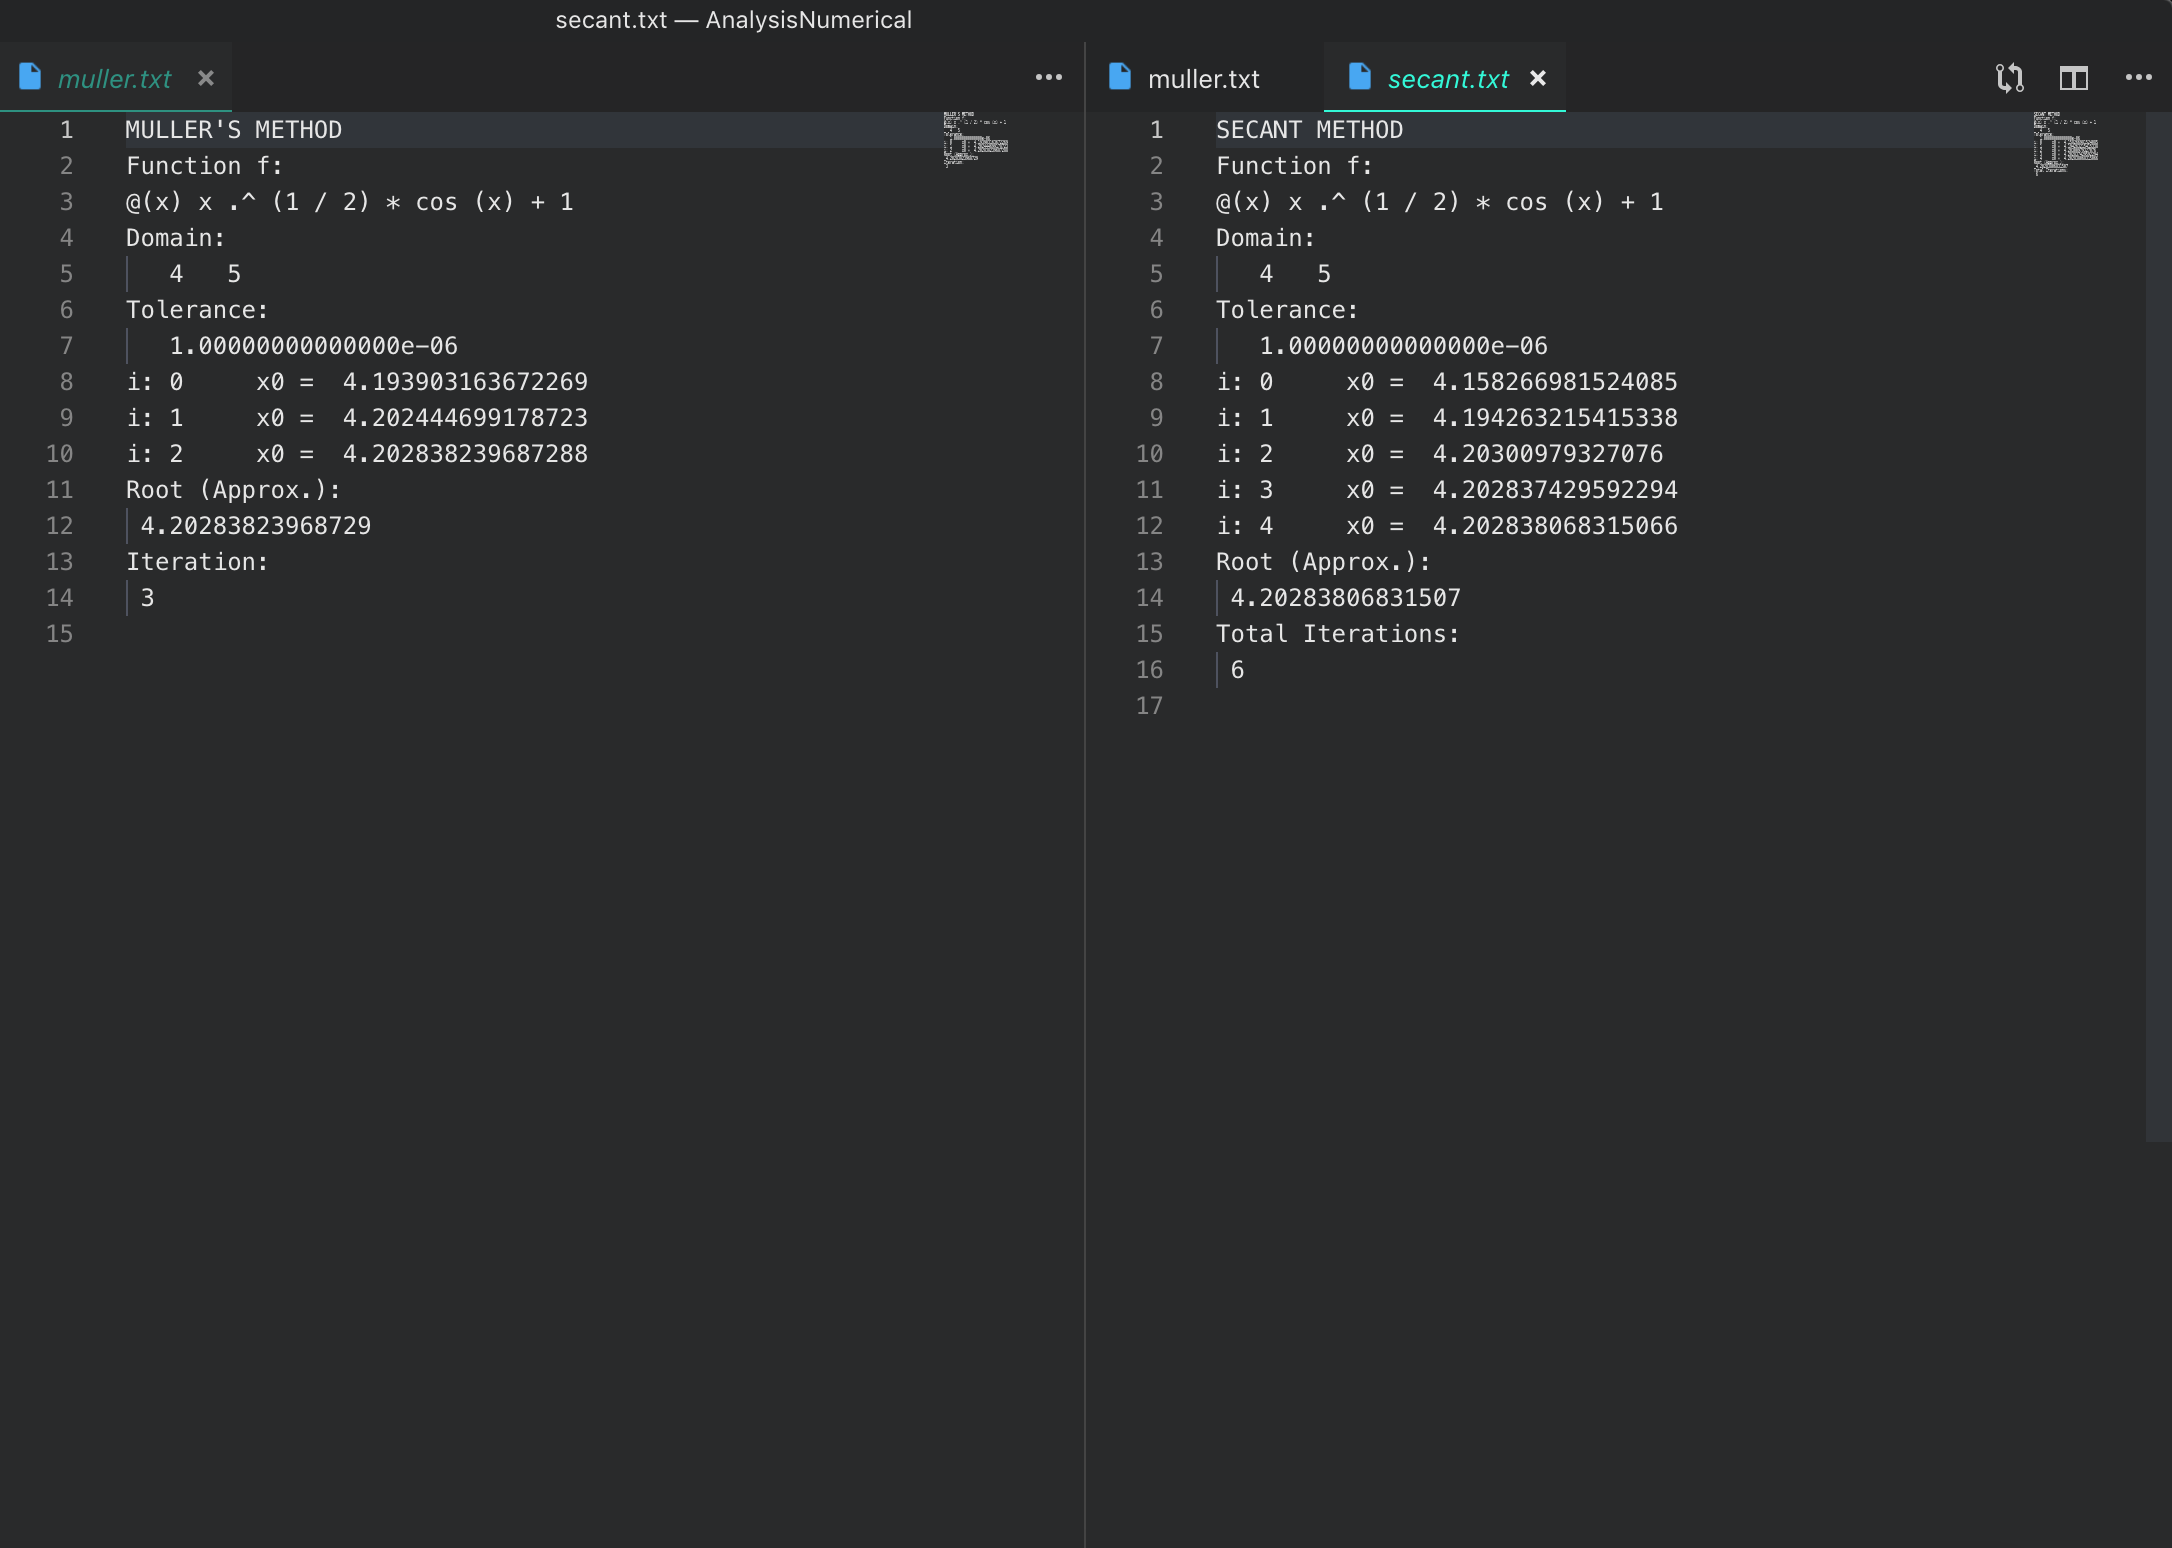 secant.txt — AnalysisNumerical
muller.txt
muller.txt secant.txt
1 MULLER'S METHOD
2 Function f:
3 @(x) x .^ (1 / 2) * cos (x) + 1
4 Domain:
5 4 5
6 Tolerance:
7 1.00000000000000e-06
8 i: 0 x0 = 4.193903163672269
9 i: 1 x0 = 4.202444699178723
10 i: 2 x0 = 4.202838239687288
11 Root (Approx.):
12 4.20283823968729
13 Iteration:
14 3
15
1 SECANT METHOD
2 Function f:
3 @(x) x .^ (1 / 2) * cos (x) + 1
4 Domain:
5 4 5
6 Tolerance:
7 1.00000000000000e-06
8 i: 0 x0 = 4.158266981524085
9 i: 1 x0 = 4.194263215415338
10 i: 2 x0 = 4.20300979327076
11 i: 3 x0 = 4.202837429592294
12 i: 4 x0 = 4.202838068315066
13 Root (Approx.):
14 4.20283806831507
15 Total Iterations:
16 6
17